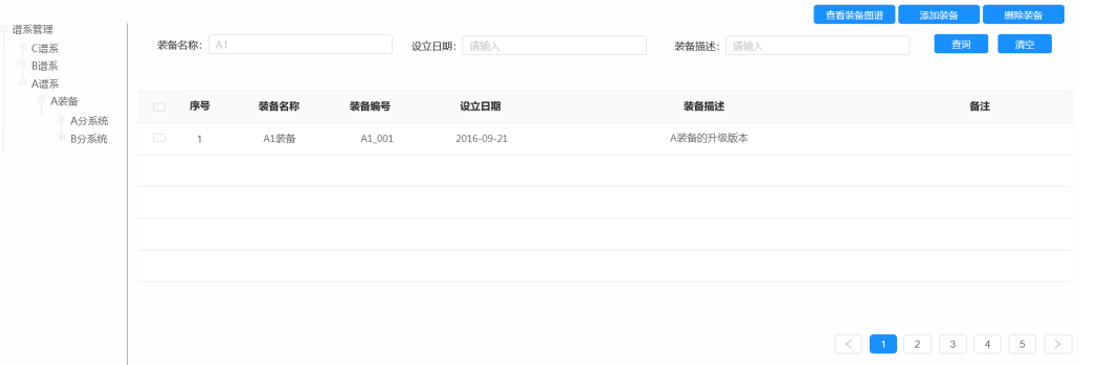 查看装备图谱 添加装备 删除装备
谱系管理
C谱系
B谱系
A谱系
A装备
A分系统
B分系统
装备名称: A1 设立日期: 请输入 装备描述: 请输入 查询 清空
序号 装备名称 装备编号 设立日期 装备描述 备注
1 A1装备 A1_001 2016-09-21 A装备的升级版本
< 1 2 3 4 5 >